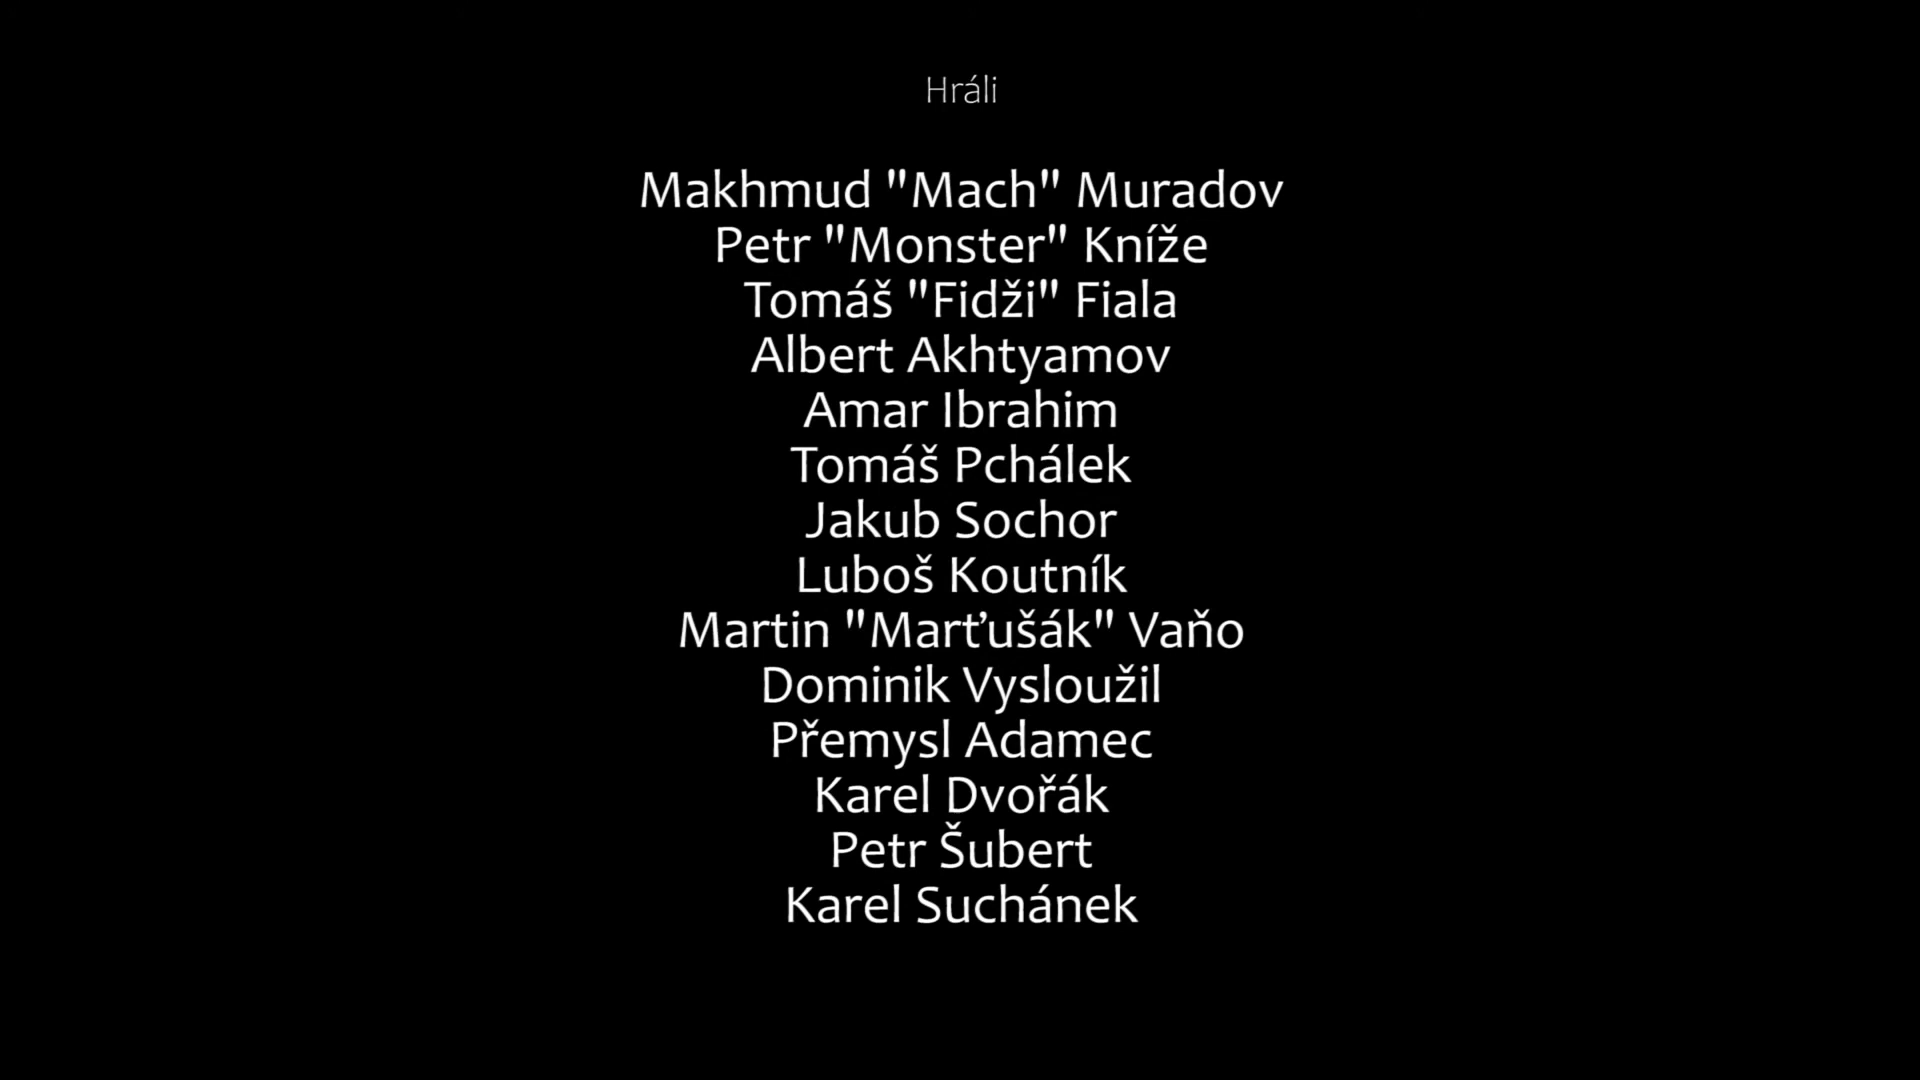 Hráli
Makhmud "Mach" Muradov
Petr "Monster" Kníže
Tomáš "Fidži" Fiala
Albert Akhtyamov
Amar Ibrahim
Tomáš Pchálek
Jakub Sochor
Luboš Koutník
Martin "Marťušák" Vaňo
Dominik Vysloužil
Přemysl Adamec
Karel Dvořák
Petr Šubert
Karel Suchánek